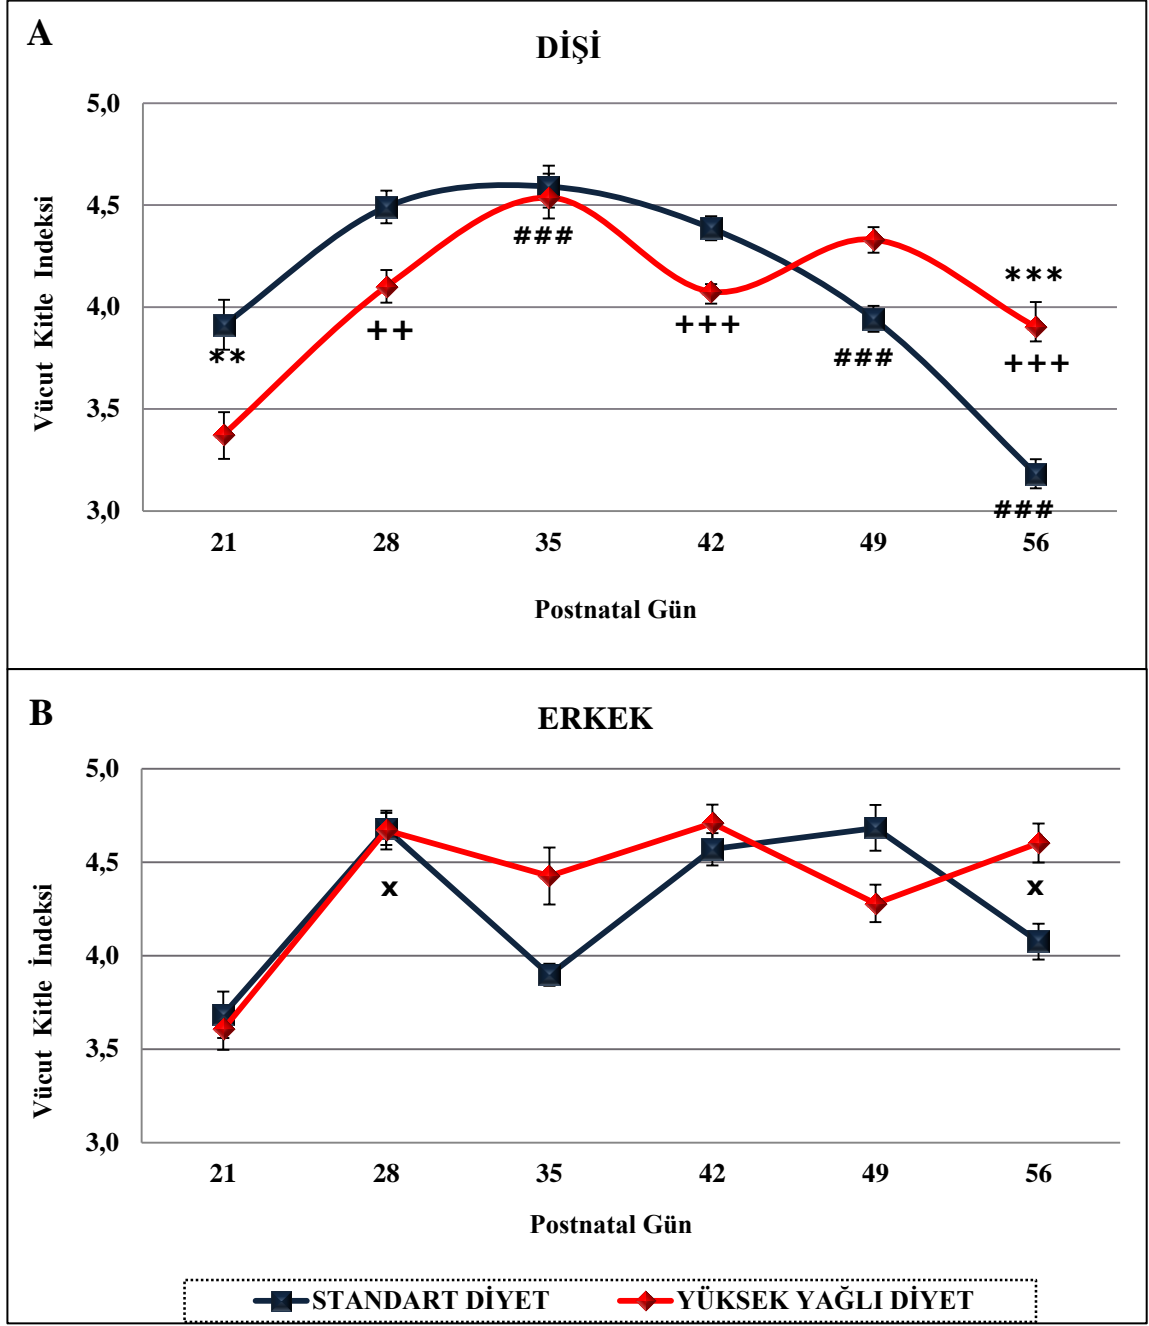 A
DİŞİ
5,0
4,5
4,0
3,5
3,0
Vücut Kitle Indeksi
**
++
###
+++
###
***
+++
###
21 28 35 42 49 56
Postnatal Gün
B
ERKEK
5,0
4,5
4,0
3,5
3,0
Vücut Kitle İndeksi
x
x
21 28 35 42 49 56
Postnatal Gün
STANDART DİYET YÜKSEK YAĞLI DİYET